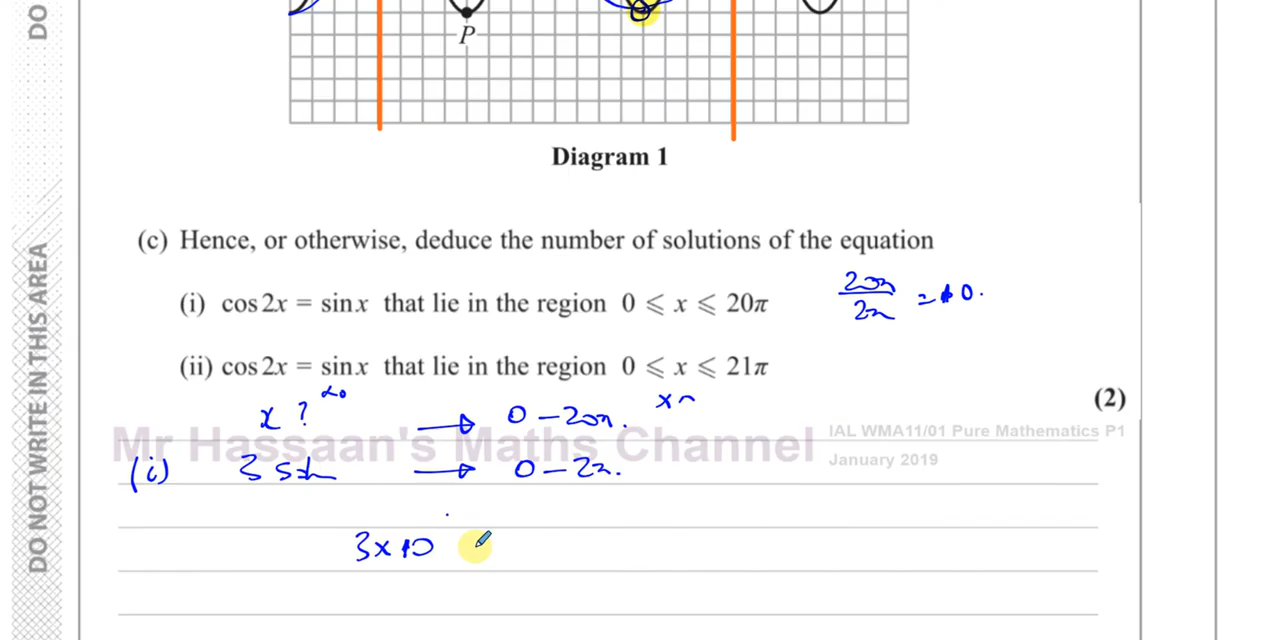 DO
DO NOT WRITE IN THIS AREA
P
Diagram 1
(c) Hence, or otherwise, deduce the number of solutions of the equation
(i) cos 2x = sin x that lie in the region 0 ⩽ x ⩽ 20π
20π/2π = 10.
(ii) cos 2x = sin x that lie in the region 0 ⩽ x ⩽ 21π
(2)
x ? → 0 – 20π.
Mr Hassaan's Maths Channel
IAL WMA11/01 Pure Mathematics P1
January 2019
(i) 3 soln → 0 – 2π.
3 x 10